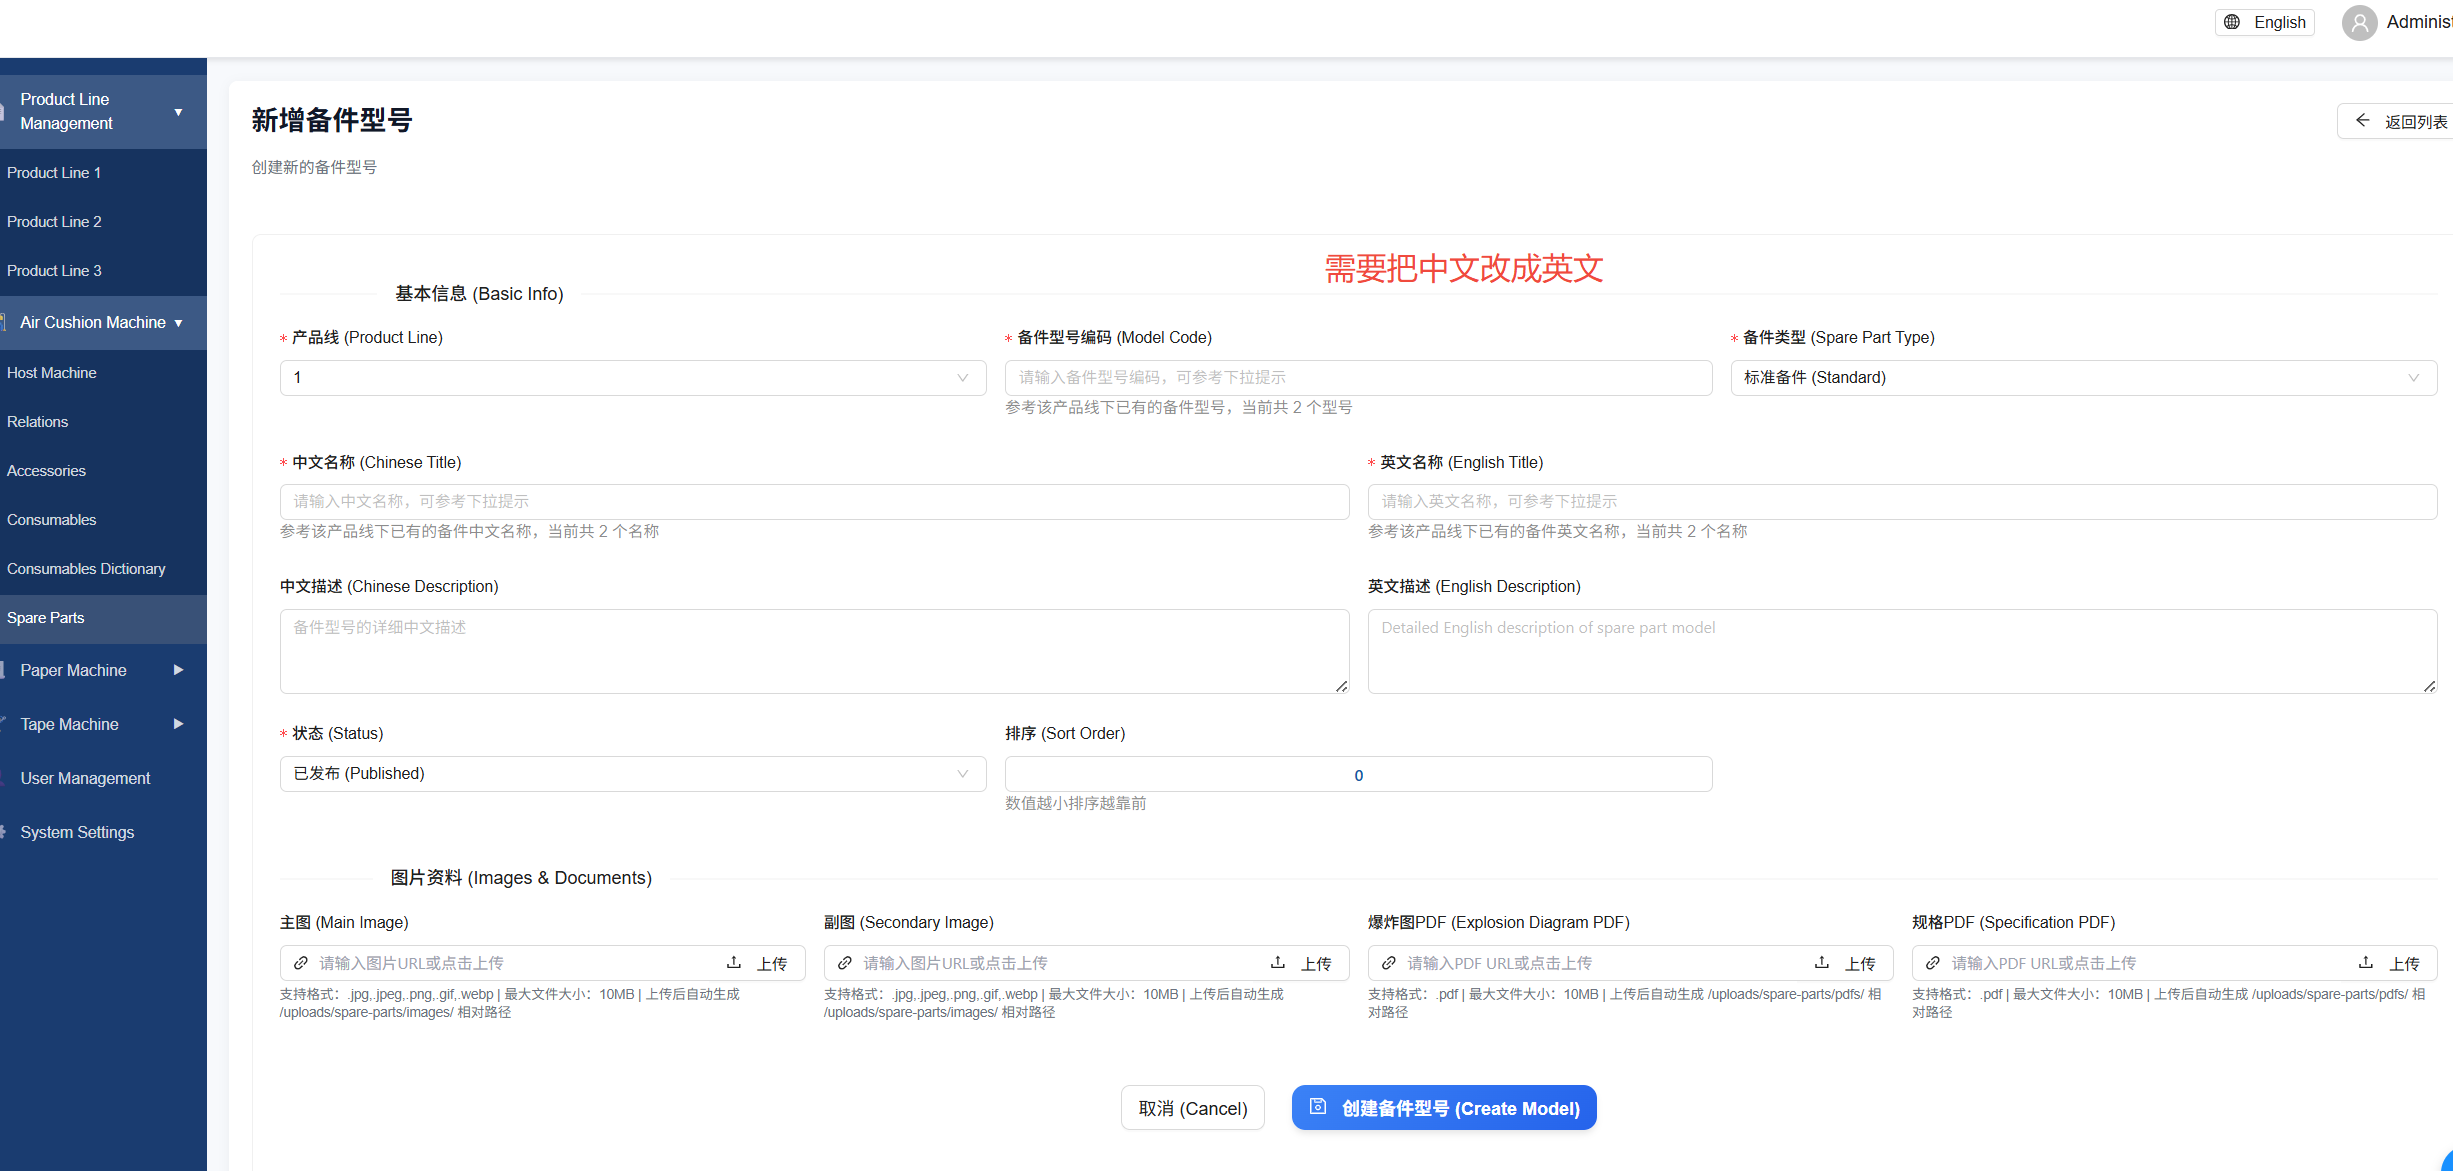 English
Administ
Product Line
Management
Product Line 1
Product Line 2
Product Line 3
Air Cushion Machine
Host Machine
Relations
Accessories
Consumables
Consumables Dictionary
Spare Parts
Paper Machine
Tape Machine
User Management
System Settings
新增备件型号
返回列表
创建新的备件型号
需要把中文改成英文
基本信息 (Basic Info)
* 产品线 (Product Line)
* 备件型号编码 (Model Code)
* 备件类型 (Spare Part Type)
1
请输入备件型号编码，可参考下拉提示
标准备件 (Standard)
参考该产品线下已有的备件型号，当前共 2 个型号
* 中文名称 (Chinese Title)
* 英文名称 (English Title)
请输入中文名称，可参考下拉提示
请输入英文名称，可参考下拉提示
参考该产品线下已有的备件中文名称，当前共 2 个名称
参考该产品线下已有的备件英文名称，当前共 2 个名称
中文描述 (Chinese Description)
英文描述 (English Description)
备件型号的详细中文描述
Detailed English description of spare part model
* 状态 (Status)
排序 (Sort Order)
已发布 (Published)
0
数值越小排序越靠前
图片资料 (Images & Documents)
主图 (Main Image)
副图 (Secondary Image)
爆炸图PDF (Explosion Diagram PDF)
规格PDF (Specification PDF)
请输入图片URL或点击上传
上传
请输入图片URL或点击上传
上传
请输入PDF URL或点击上传
上传
请输入PDF URL或点击上传
上传
支持格式：.jpg,.jpeg,.png,.gif,.webp | 最大文件大小：10MB | 上传后自动生成
/uploads/spare-parts/images/ 相对路径
支持格式：.jpg,.jpeg,.png,.gif,.webp | 最大文件大小：10MB | 上传后自动生成
/uploads/spare-parts/images/ 相对路径
支持格式：.pdf | 最大文件大小：10MB | 上传后自动生成 /uploads/spare-parts/pdfs/ 相
对路径
支持格式：.pdf | 最大文件大小：10MB | 上传后自动生成 /uploads/spare-parts/pdfs/ 相
对路径
取消 (Cancel)
创建备件型号 (Create Model)